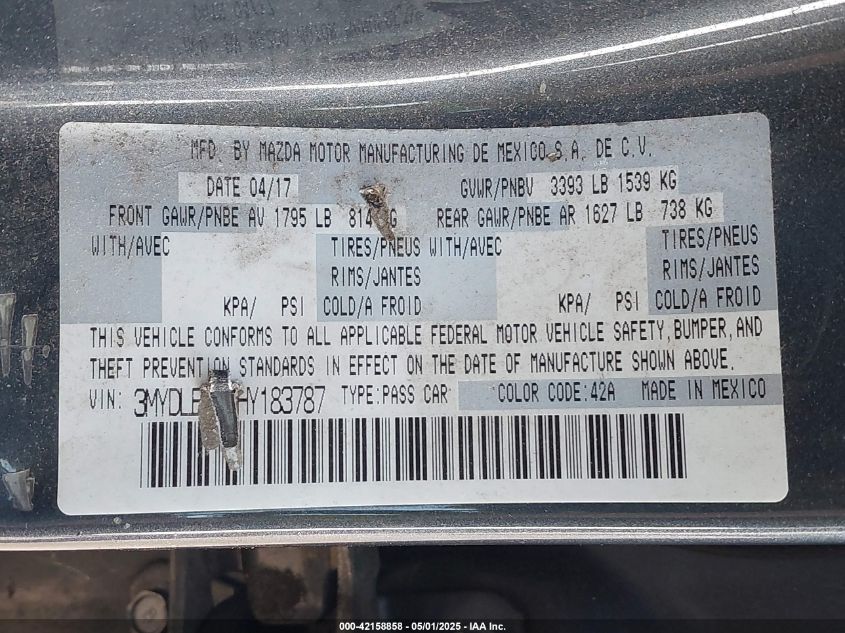 MFD. BY MAZDA MOTOR MANUFACTURING DE MEXICO S.A. DE C.V.
DATE 04/17 GVWR/PNBV 3393 LB 1539 KG
FRONT GAWR/PNBE AV 1795 LB 814 KG REAR GAWR/PNBE AR 1627 LB 738 KG
WITH/AVEC TIRES/PNEUS WITH/AVEC TIRES/PNEUS
RIMS/JANTES RIMS/JANTES
KPA/ PSI COLD/A FROID KPA/ PSI COLD/A FROID
THIS VEHICLE CONFORMS TO ALL APPLICABLE FEDERAL MOTOR VEHICLE SAFETY, BUMPER, AND
THEFT PREVENTION STANDARDS IN EFFECT ON THE DATE OF MANUFACTURE SHOWN ABOVE.
VIN: TYPE:PASS CAR COLOR CODE:42A MADE IN MEXICO
000-42158858 - 05/01/2025 - IAA Inc.